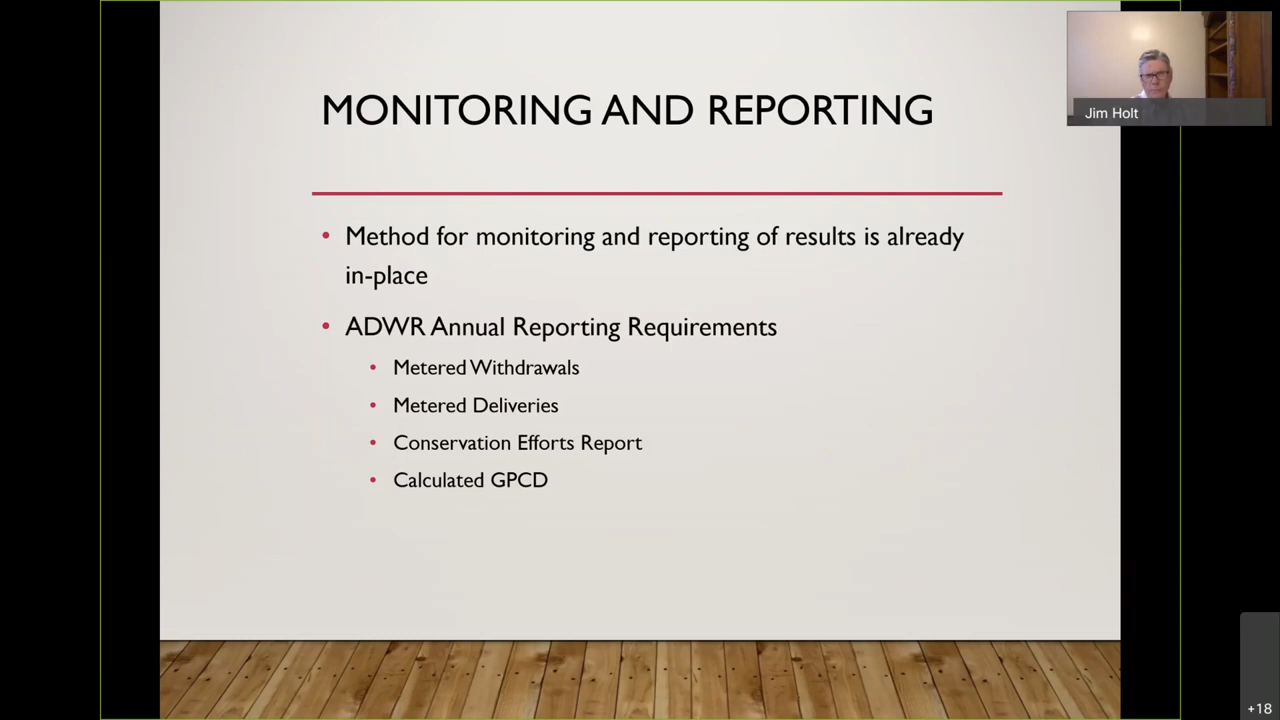 MONITORING AND REPORTING
Jim Holt
• Method for monitoring and reporting of results is already
in-place
• ADWR Annual Reporting Requirements
• Metered Withdrawals
• Metered Deliveries
• Conservation Efforts Report
• Calculated GPCD
+18